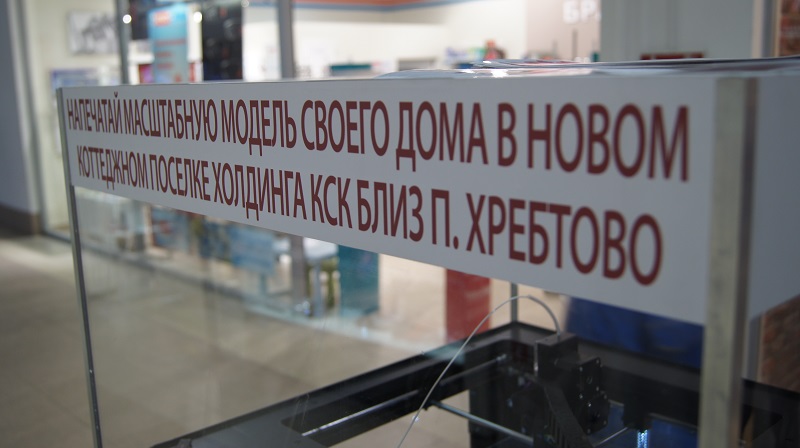 НАПЕЧАТАЙ МАСШТАБНУЮ МОДЕЛЬ СВОЕГО ДОМА В НОВОМ
КОТТЕДЖНОМ ПОСЕЛКЕ ХОЛДИНГА КСК БЛИЗ П. ХРЕБТОВО